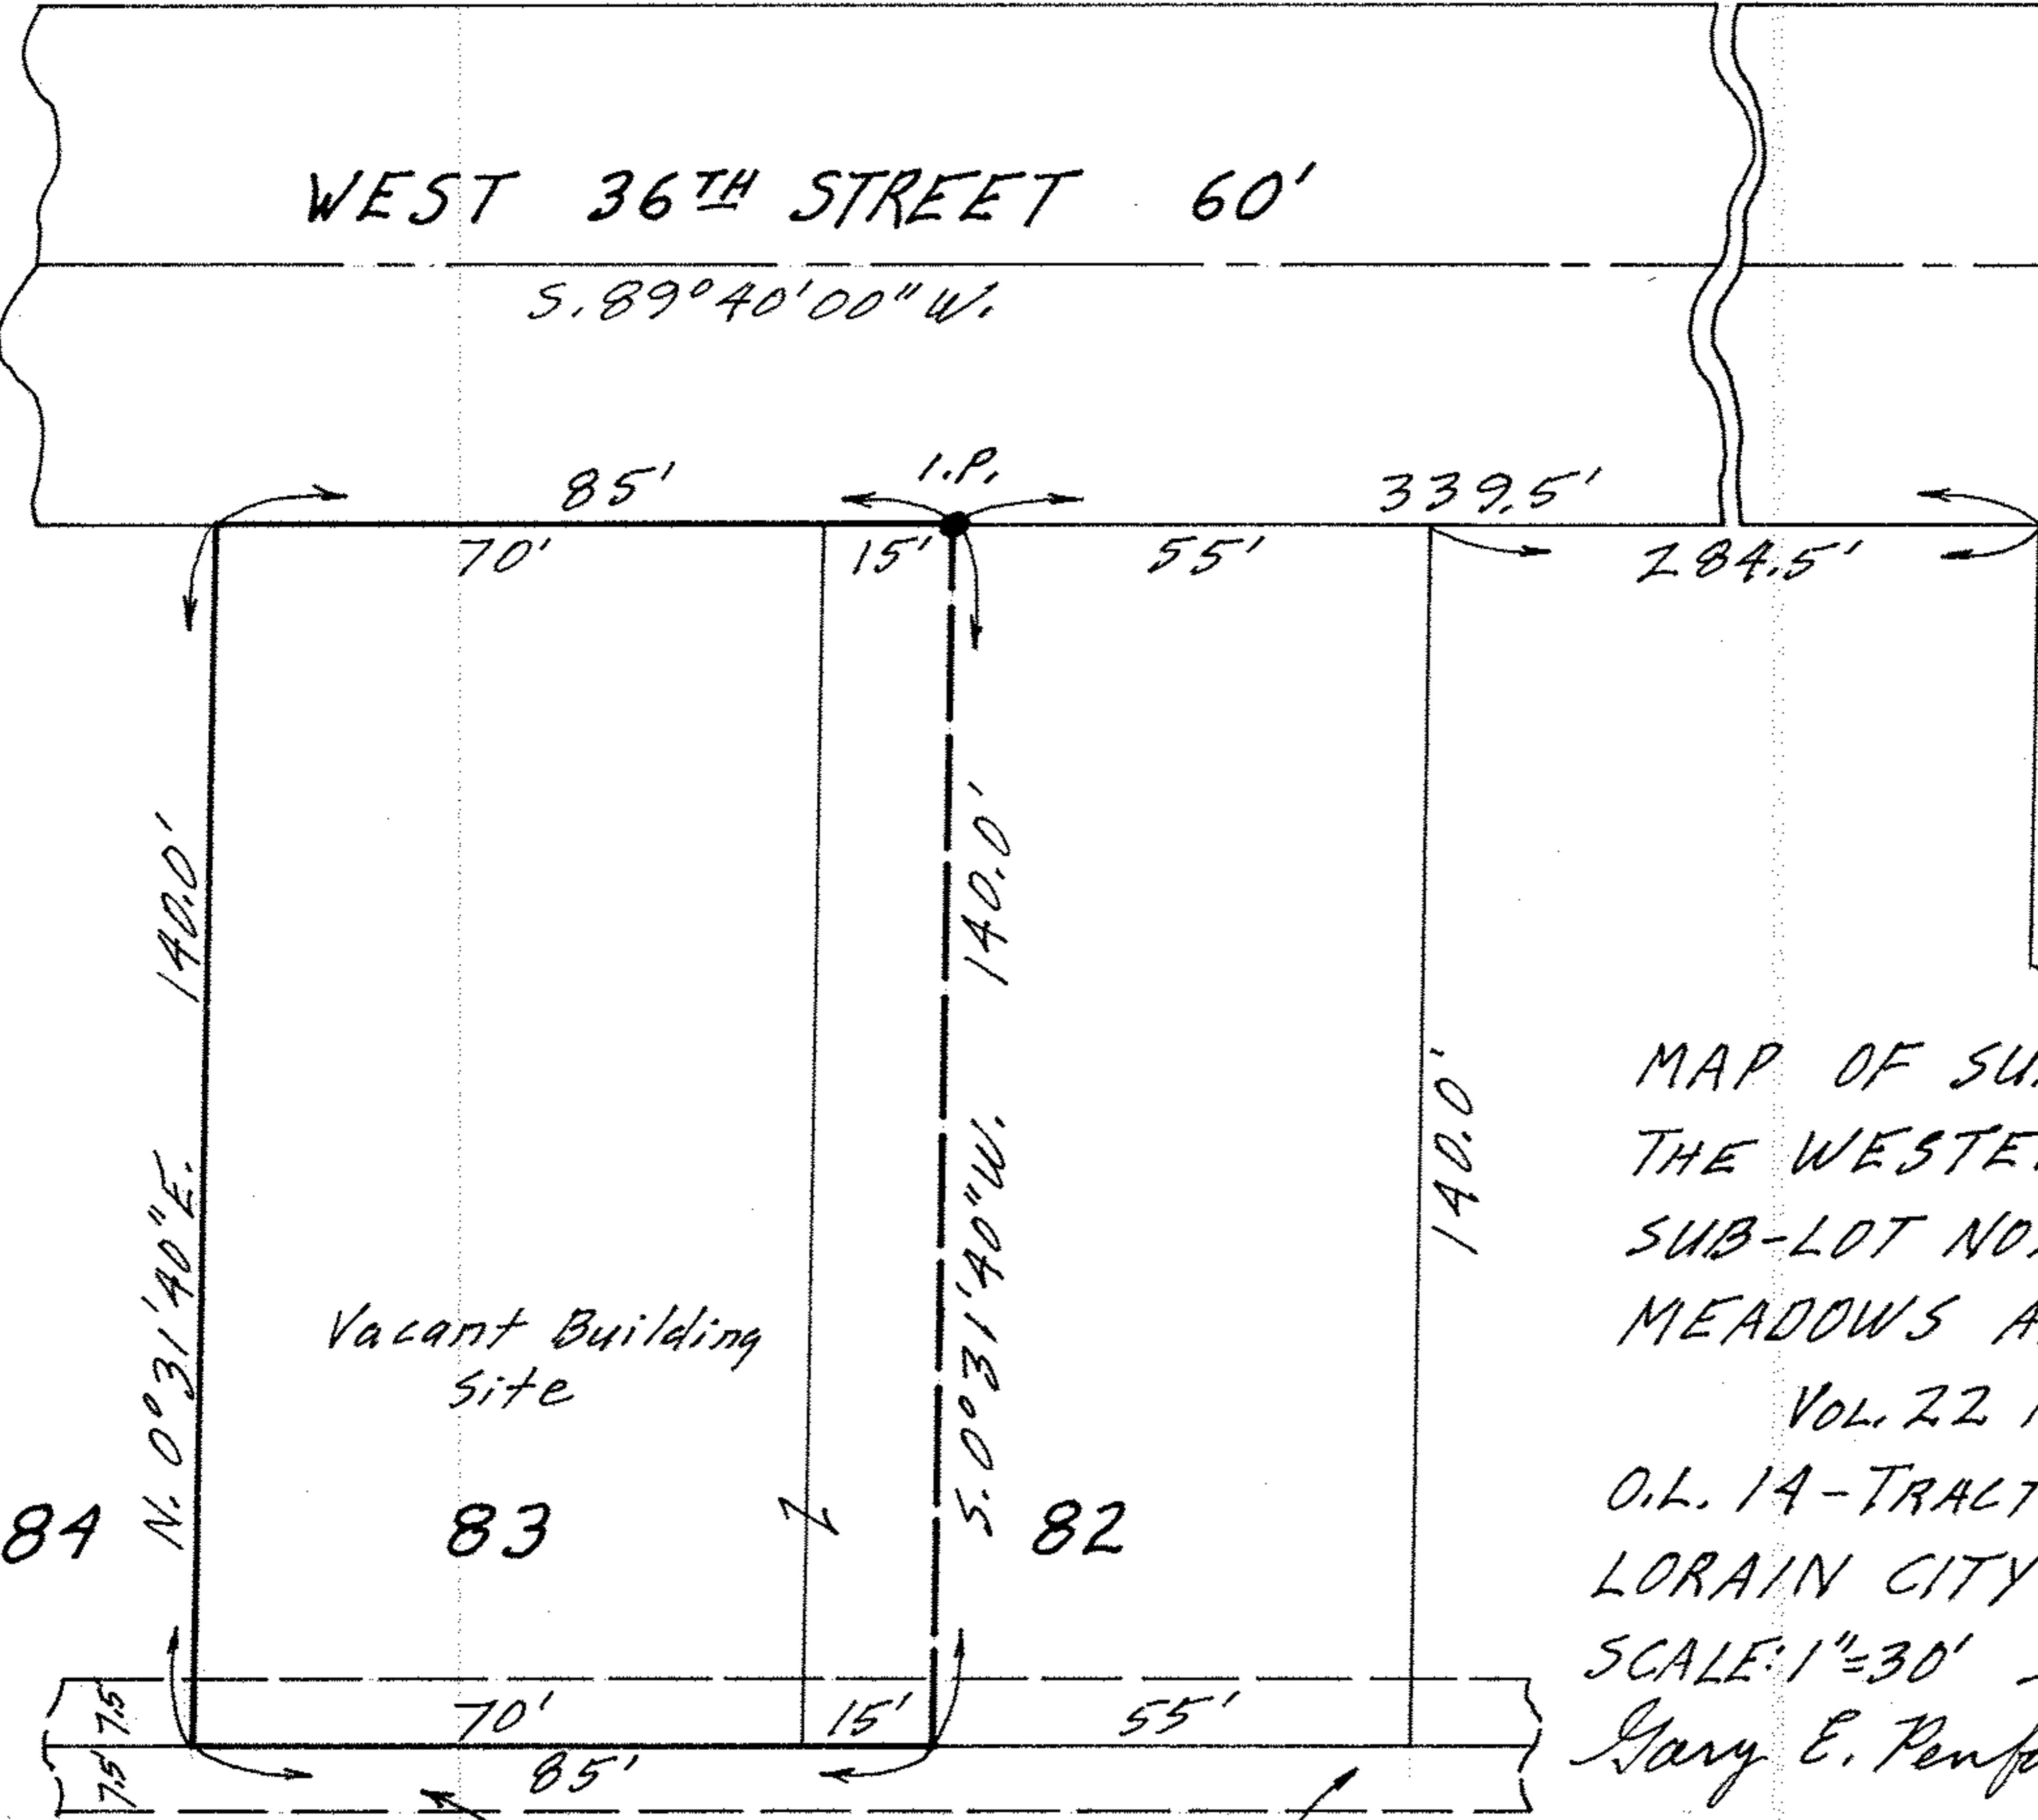 WEST 36TH STREET 60'
S. 89°40'00" W.
85'
I.P.
339.5'
70'
15'
55'
284.5'
N. 0°31'40" E. 140.0'
S. 0°31'40" W. 140.0'
140.0'
Vacant Building
site
84
83
82
7.5
7.5
70'
15'
55'
85'
MAP OF
THE
SUB-LOT
MEADOWS
VOL. 22
O.L. 14 - TRACT
LORAIN CITY
SCALE: 1"=30'
Gary E.